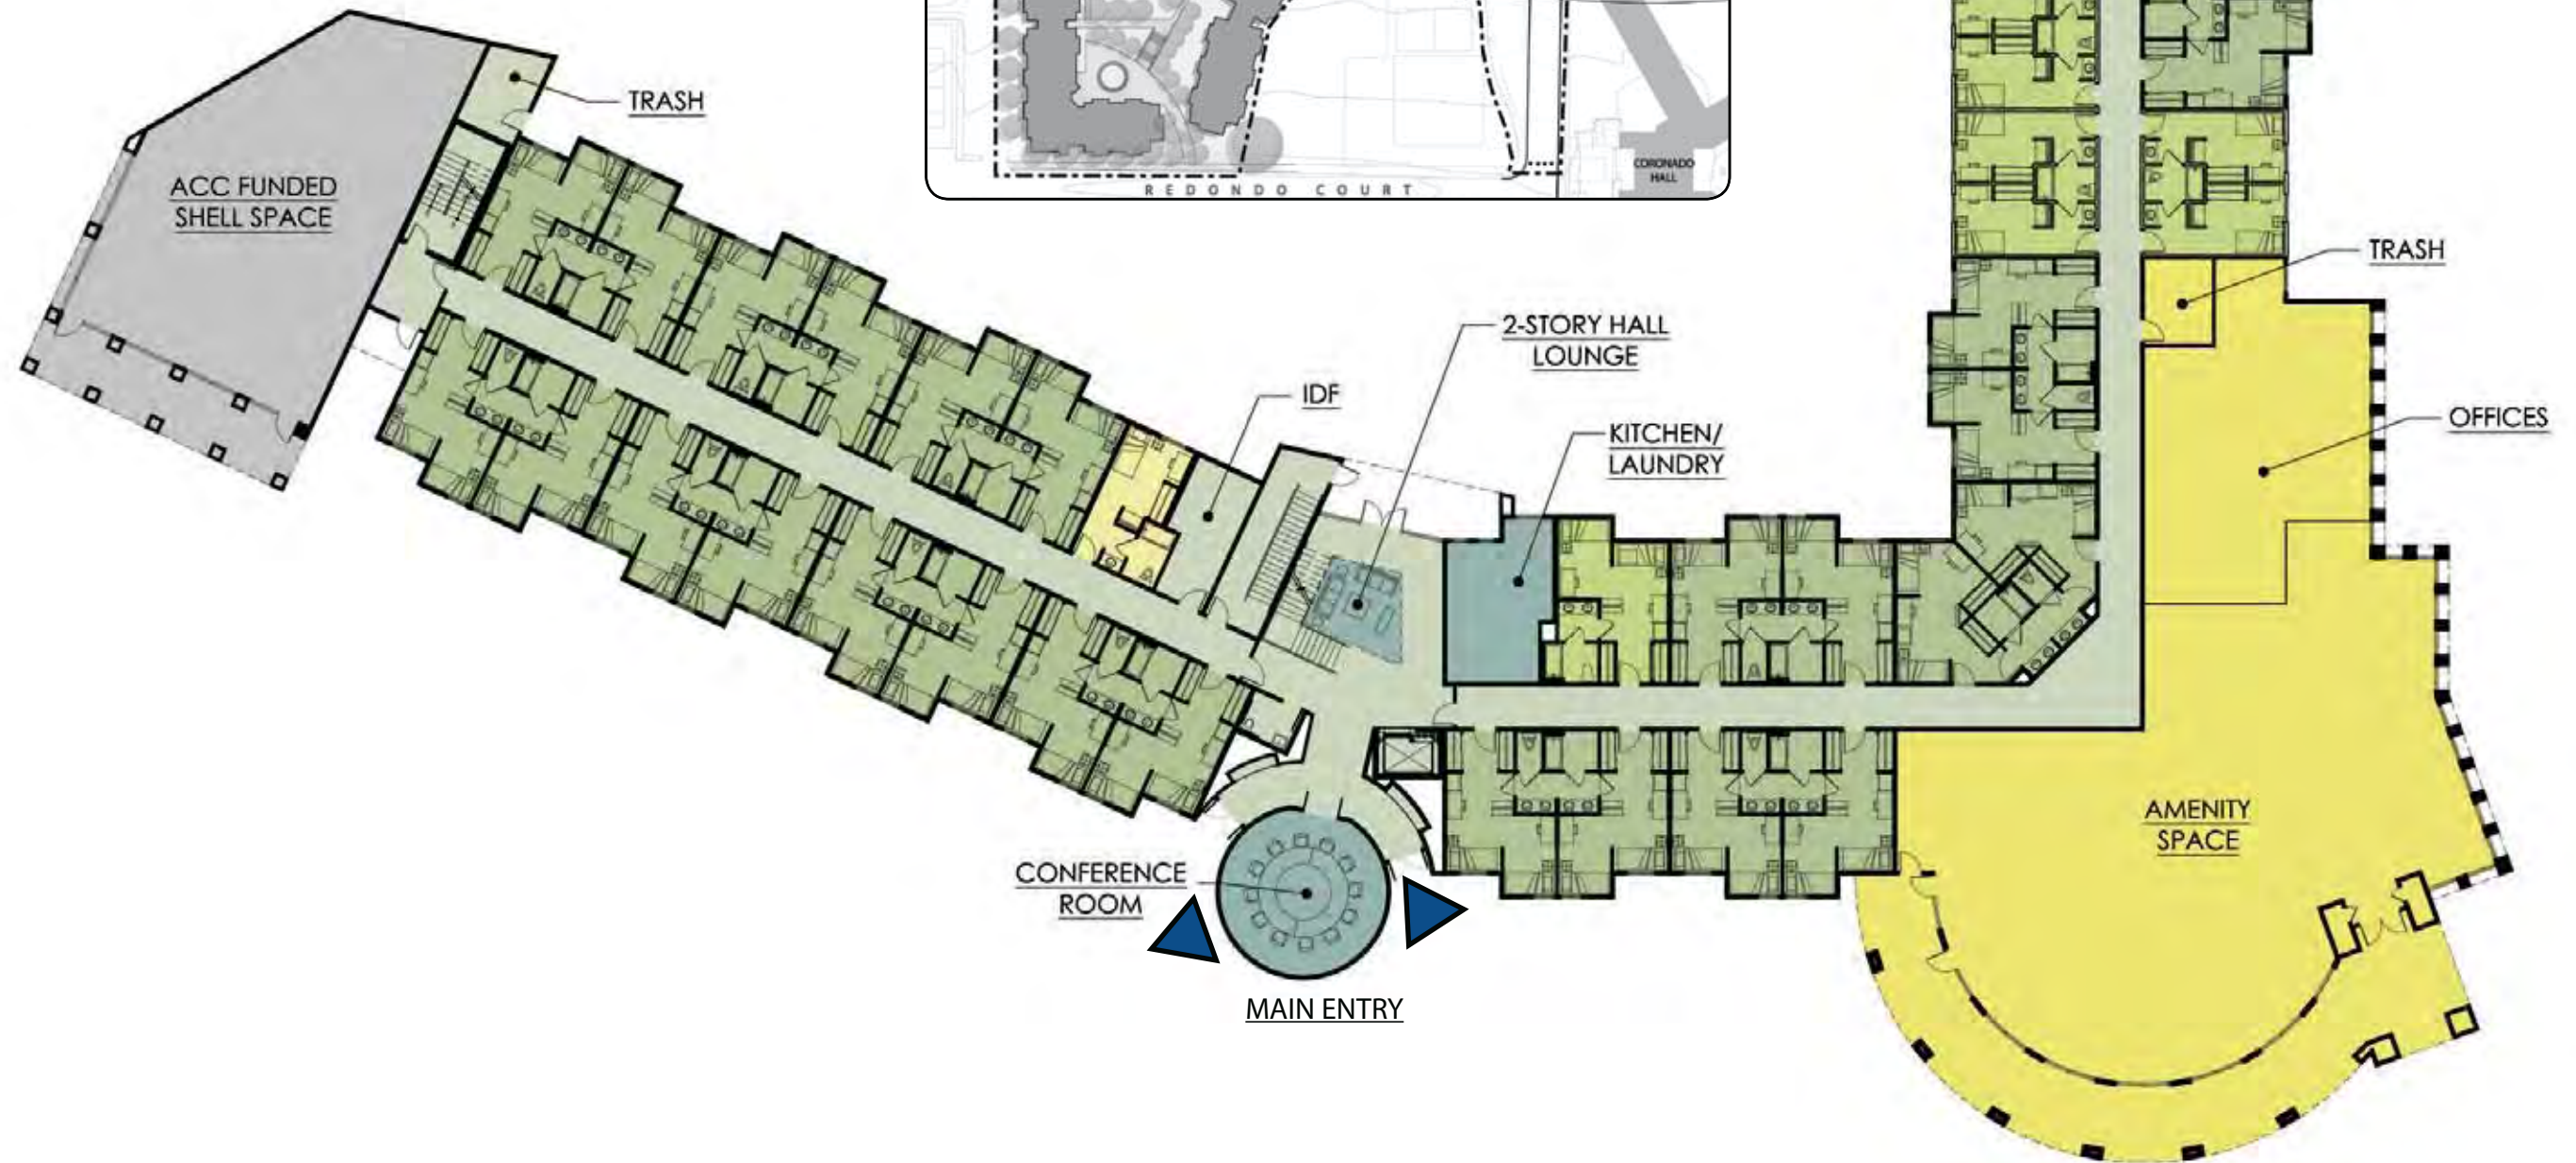 TRASH
ACC FUNDED
SHELL SPACE
CORONADO
HALL
REDONDO COURT
TRASH
2-STORY HALL
LOUNGE
IDF
OFFICES
KITCHEN/
LAUNDRY
AMENITY
SPACE
CONFERENCE
ROOM
MAIN ENTRY